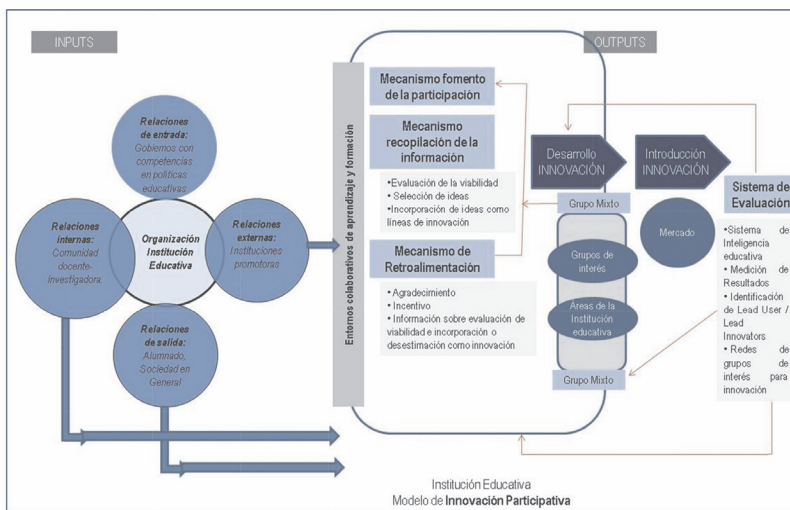 INPUTS
OUTPUTS
Relaciones
de entrada:
Gobiernos con
competencias
en políticas
educativas
Relaciones
internas:
Comunidad
docente-
Investigadora.
Organización
Institución
Educativa
Relaciones
externas:
Instituciones
promotoras
Relaciones
de salida:
Alumnado,
Sociedad en
General
Entornos colaborativos de aprendizaje y formación
Mecanismo fomento
de la participación
Mecanismo
recopilación de la
información
•Evaluación de la viabilidad
• Selección de ideas
•Incorporación de ideas como
líneas de innovación
Mecanismo de
Retroalimentación
• Agradecimiento
• Incentivo
• Información sobre evaluación de
viabilidad e incorporación o
desestimación como innovación
Desarrollo
INNOVACIÓN
Introducción
INNOVACIÓN
Grupo Mixto
Grupos de
interés
Áreas de la
Institución
educativa
Grupo Mixto
Mercado
Sistema de
Evaluación
•Sistema de
Inteligencia
educativa
• Medición de
Resultados
• Identificación
de Lead User /
Lead
Innovators
• Redes de
grupos de
interés para
innovación
Institución Educativa
Modelo de Innovación Participativa